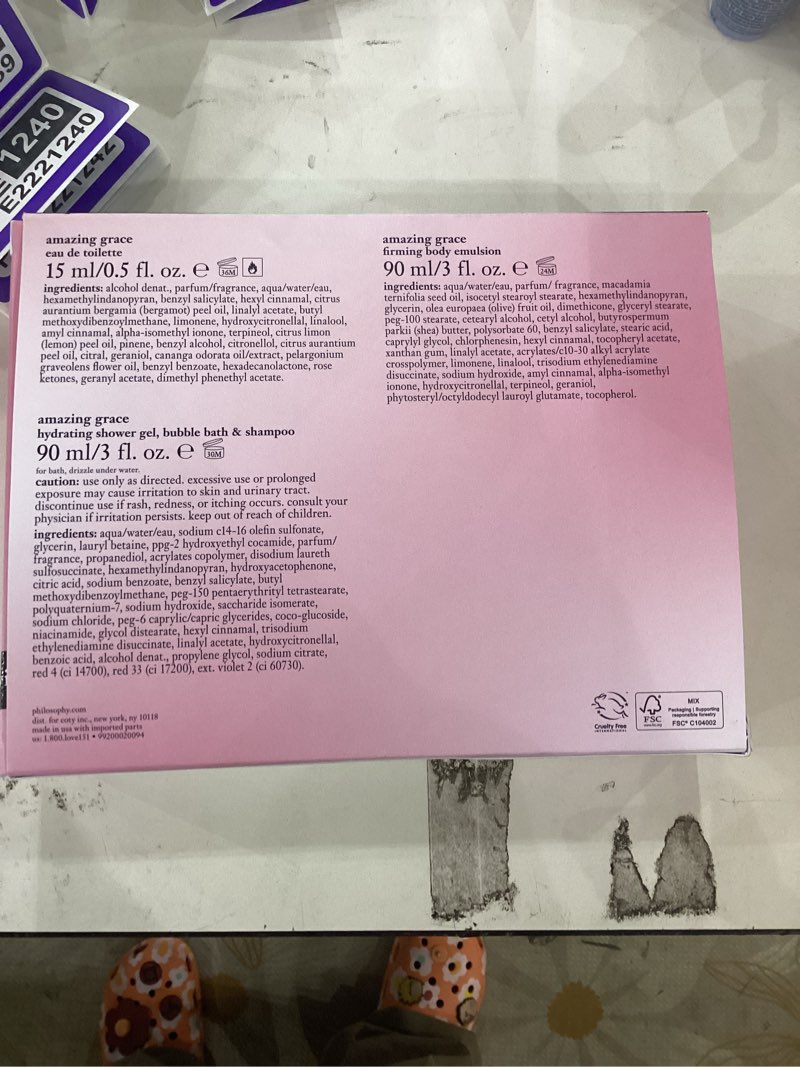 1240
E2221240
amazing grace
eau de toilette
15 ml/0.5 fl. oz. e 36M
ingredients: alcohol denat., parfum/fragrance, aqua/water/eau,
hexamethylindanopyran, benzyl salicylate, hexyl cinnamal, citrus
aurantium bergamia (bergamot) peel oil, linalyl acetate, butyl
methoxydibenzoylmethane, limonene, hydroxycitronellal, linalool,
amyl cinnamal, alpha-isomethyl ionone, terpineol, citrus limon
(lemon) peel oil, pinene, benzyl alcohol, citronellol, citrus aurantium
peel oil, citral, geraniol, cananga odorata oil/extract, pelargonium
graveolens flower oil, benzyl benzoate, hexadecanolactone, rose
ketones, geranyl acetate, dimethyl phenethyl acetate.
amazing grace
hydrating shower gel, bubble bath & shampoo
90 ml/3 fl. oz. e 30M
for bath, drizzle under water.
caution: use only as directed. excessive use or prolonged
exposure may cause irritation to skin and urinary tract.
discontinue use if rash, redness, or itching occurs. consult your
physician if irritation persists. keep out of reach of children.
ingredients: aqua/water/eau, sodium c14-16 olefin sulfonate,
glycerin, lauryl betaine, ppg-2 hydroxyethyl cocamide, parfum/
fragrance, propanediol, acrylates copolymer, disodium laureth
sulfosuccinate, hexamethylindanopyran, hydroxyacetophenone,
citric acid, sodium benzoate, benzyl salicylate, butyl
methoxydibenzoylmethane, peg-150 pentaerythrityl tetrastearate,
polyquaternium-7, sodium hydroxide, saccharide isomerate,
sodium chloride, peg-6 caprylic/capric glycerides, coco-glucoside,
niacinamide, glycol distearate, hexyl cinnamal, trisodium
ethylenediamine disuccinate, linalyl acetate, hydroxycitronellal,
benzoic acid, alcohol denat., propylene glycol, sodium citrate,
red 4 (ci 14700), red 33 (ci 17200), ext. violet 2 (ci 60730).
philosophy.com
dist. for coty inc., new york, ny 10118
made in usa with imported parts
us: 1.800.love151 • 99200020094
amazing grace
firming body emulsion
90 ml/3 fl. oz. e 24M
ingredients: aqua/water/eau, parfum/ fragrance, macadamia
ternifolia seed oil, isocetyl stearoyl stearate, hexamethylindanopyran,
glycerin, olea europaea (olive) fruit oil, dimethicone, glyceryl stearate,
peg-100 stearate, cetearyl alcohol, cetyl alcohol, butyrospermum
parkii (shea) butter, polysorbate 60, benzyl salicylate, stearic acid,
caprylyl glycol, chlorphenesin, hexyl cinnamal, tocopheryl acetate,
xanthan gum, linalyl acetate, acrylates/c10-30 alkyl acrylate
crosspolymer, limonene, linalool, trisodium ethylenediamine
disuccinate, sodium hydroxide, amyl cinnamal, alpha-isomethyl
ionone, hydroxycitronellal, terpineol, geraniol,
phytosteryl/octyldodecyl lauroyl glutamate, tocopherol.
Cruelty Free
INTERNATIONAL
FSC
www.fsc.org
MIX
Packaging | Supporting
responsible forestry
FSC® C104002